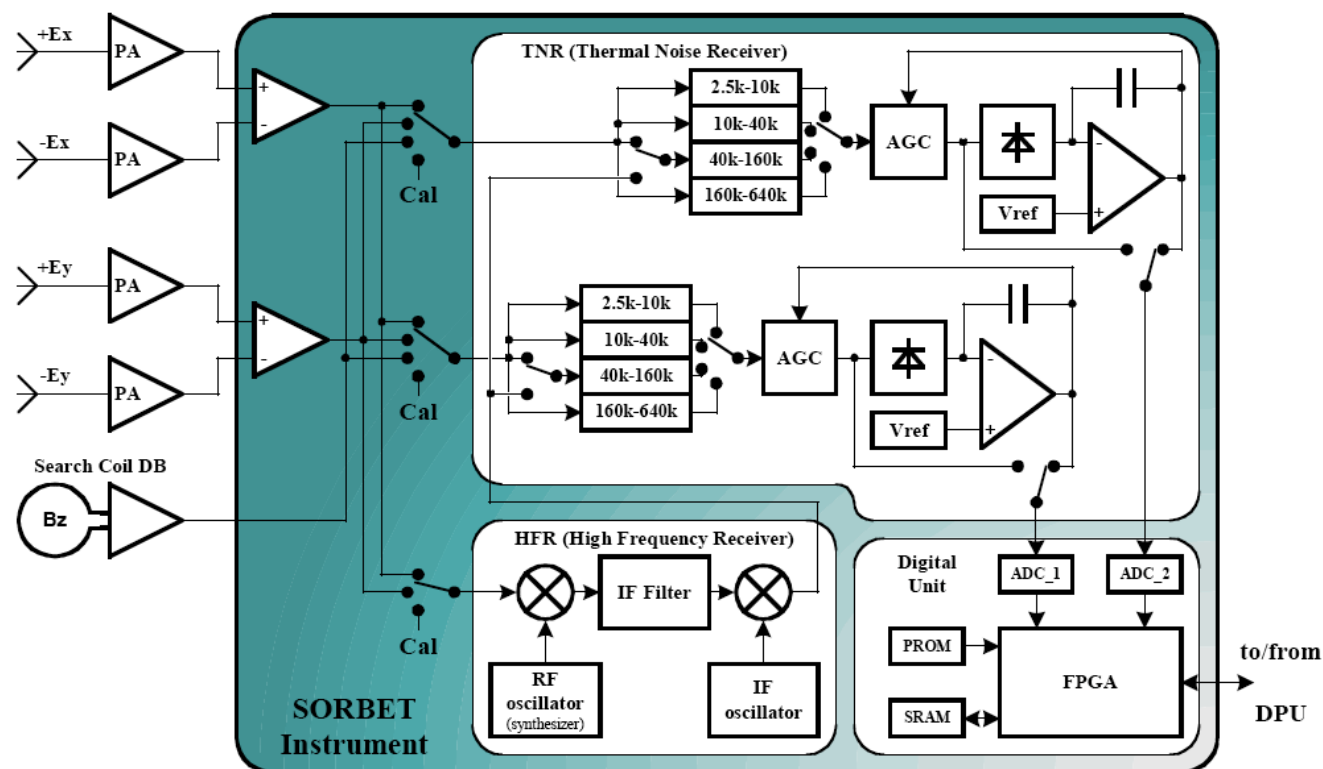 +Ex
PA
-Ex
PA
+Ey
PA
-Ey
PA
Search Coil DB
Bz
+
-
+
-
Cal
Cal
Cal
SORBET
Instrument
TNR (Thermal Noise Receiver)
2.5k-10k
10k-40k
40k-160k
160k-640k
AGC
Vref
-
+
2.5k-10k
10k-40k
40k-160k
160k-640k
AGC
Vref
-
+
HFR (High Frequency Receiver)
IF Filter
RF
oscillator
(synthesizer)
IF
oscillator
Digital
Unit
ADC_1
ADC_2
PROM
SRAM
FPGA
to/from
DPU